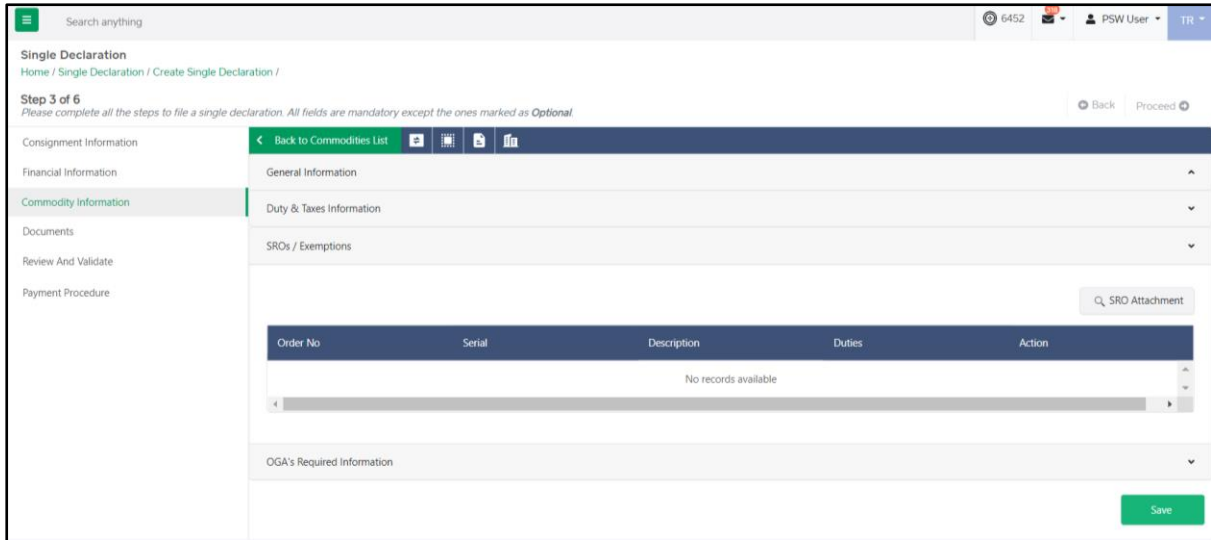 Search anything
6452
PSW User
TR
Single Declaration
Home / Single Declaration / Create Single Declaration /
Step 3 of 6
Please complete all the steps to file a single declaration. All fields are mandatory except the ones marked as Optional
Back
Proceed
Consignment Information
Financial Information
Commodity Information
Documents
Review And Validate
Payment Procedure
Back to Commodities List
General Information
Duty & Taxes Information
SROs / Exemptions
SRO Attachment
Order No Serial Description Duties Action
No records available
OGA's Required Information
Save